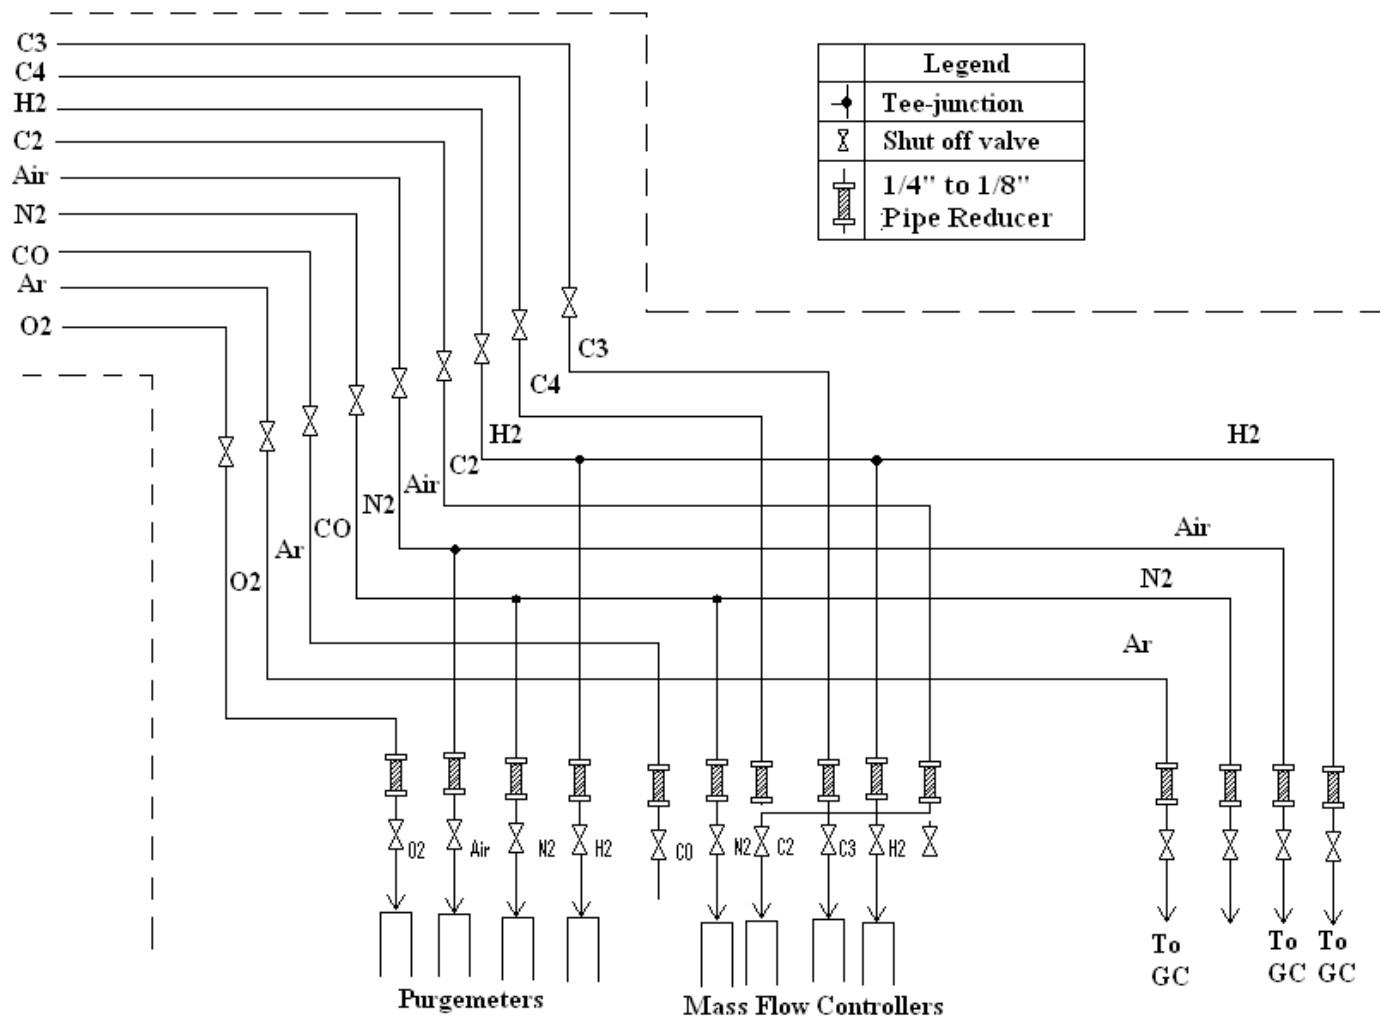 C3
C4
H2
C2
Air
N2
CO
Ar
O2
Legend
Tee-junction
Shut off valve
1/4" to 1/8"
Pipe Reducer
C3
C4
H2
H2
C2
Air
N2
CO
Air
Ar
O2
N2
Ar
O2
Air
N2
H2
CO
N2
C2
C3
H2
To
GC
To
GC
To
GC
Purgemeters
Mass Flow Controllers